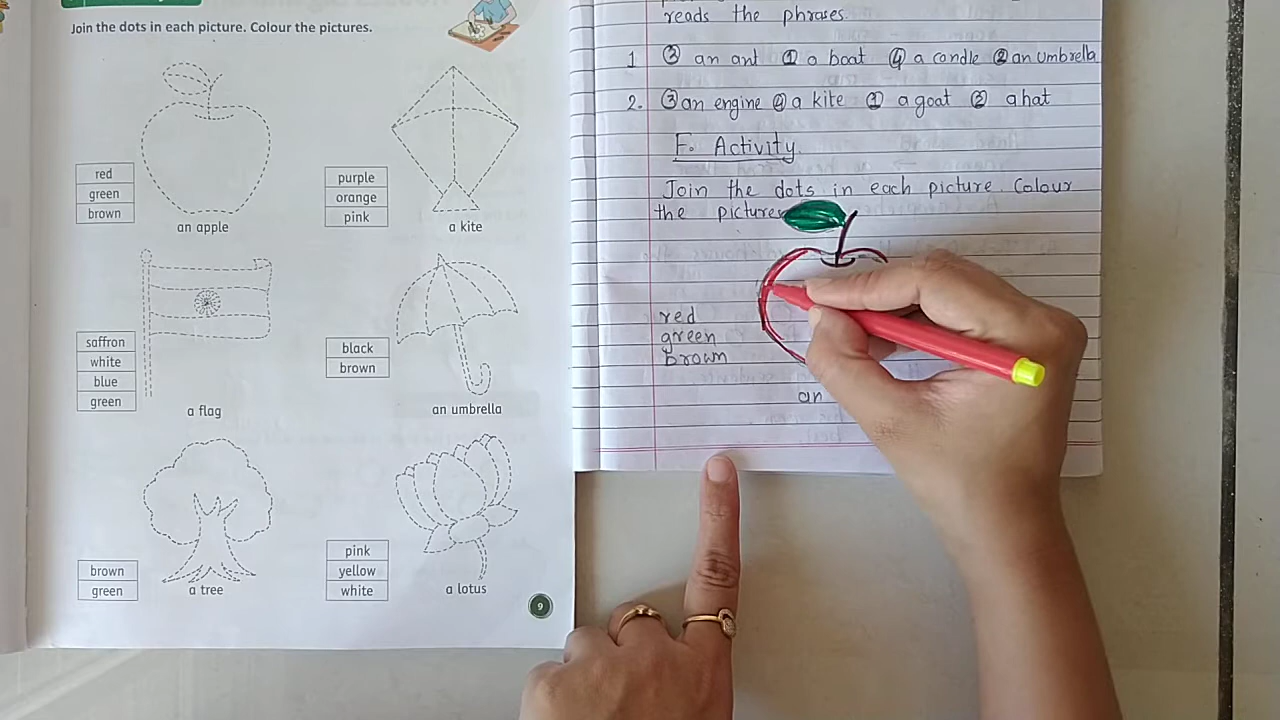 Join the dots in each picture. Colour the pictures.
red
green
brown
an apple
purple
orange
pink
a kite
saffron
white
blue
green
a flag
black
brown
an umbrella
brown
green
a tree
pink
yellow
white
a lotus
9
reads the phrases.
1 ③ an ant ① a boat ④ a candle ② an umbrella
2. ③ an engine ④ a kite ① a goat ② a hat
F. Activity.
Join the dots in each picture. Colour
the picture
red
green
brown
an